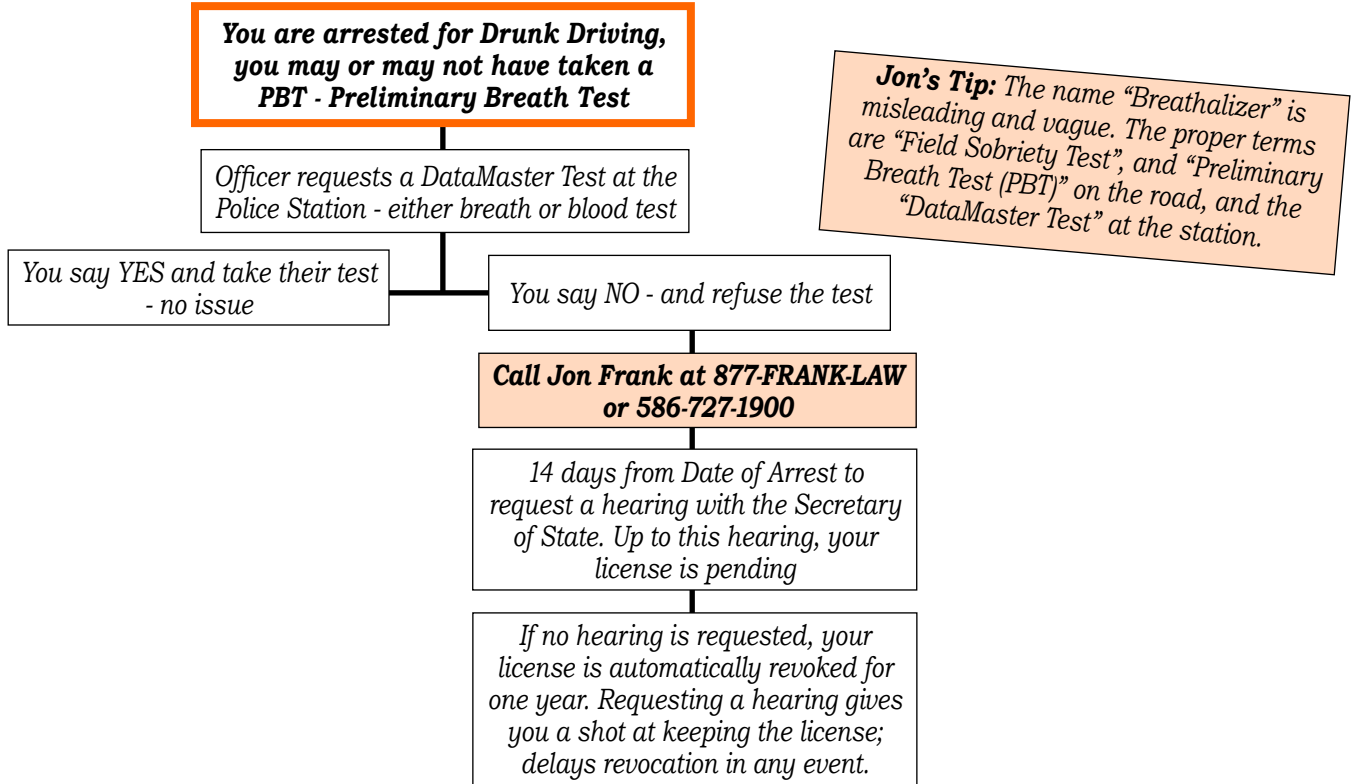 You are arrested for Drunk Driving,
you may or may not have taken a
PBT - Preliminary Breath Test
Jon's Tip: The name “Breathalizer” is
misleading and vague. The proper terms
are “Field Sobriety Test”, and “Preliminary
Breath Test (PBT)” on the road, and the
“DataMaster Test” at the station.
Officer requests a DataMaster Test at the
Police Station - either breath or blood test
You say YES and take their test
- no issue
You say NO - and refuse the test
Call Jon Frank at 877-FRANK-LAW
or 586-727-1900
14 days from Date of Arrest to
request a hearing with the Secretary
of State. Up to this hearing, your
license is pending
If no hearing is requested, your
license is automatically revoked for
one year. Requesting a hearing gives
you a shot at keeping the license;
delays revocation in any event.